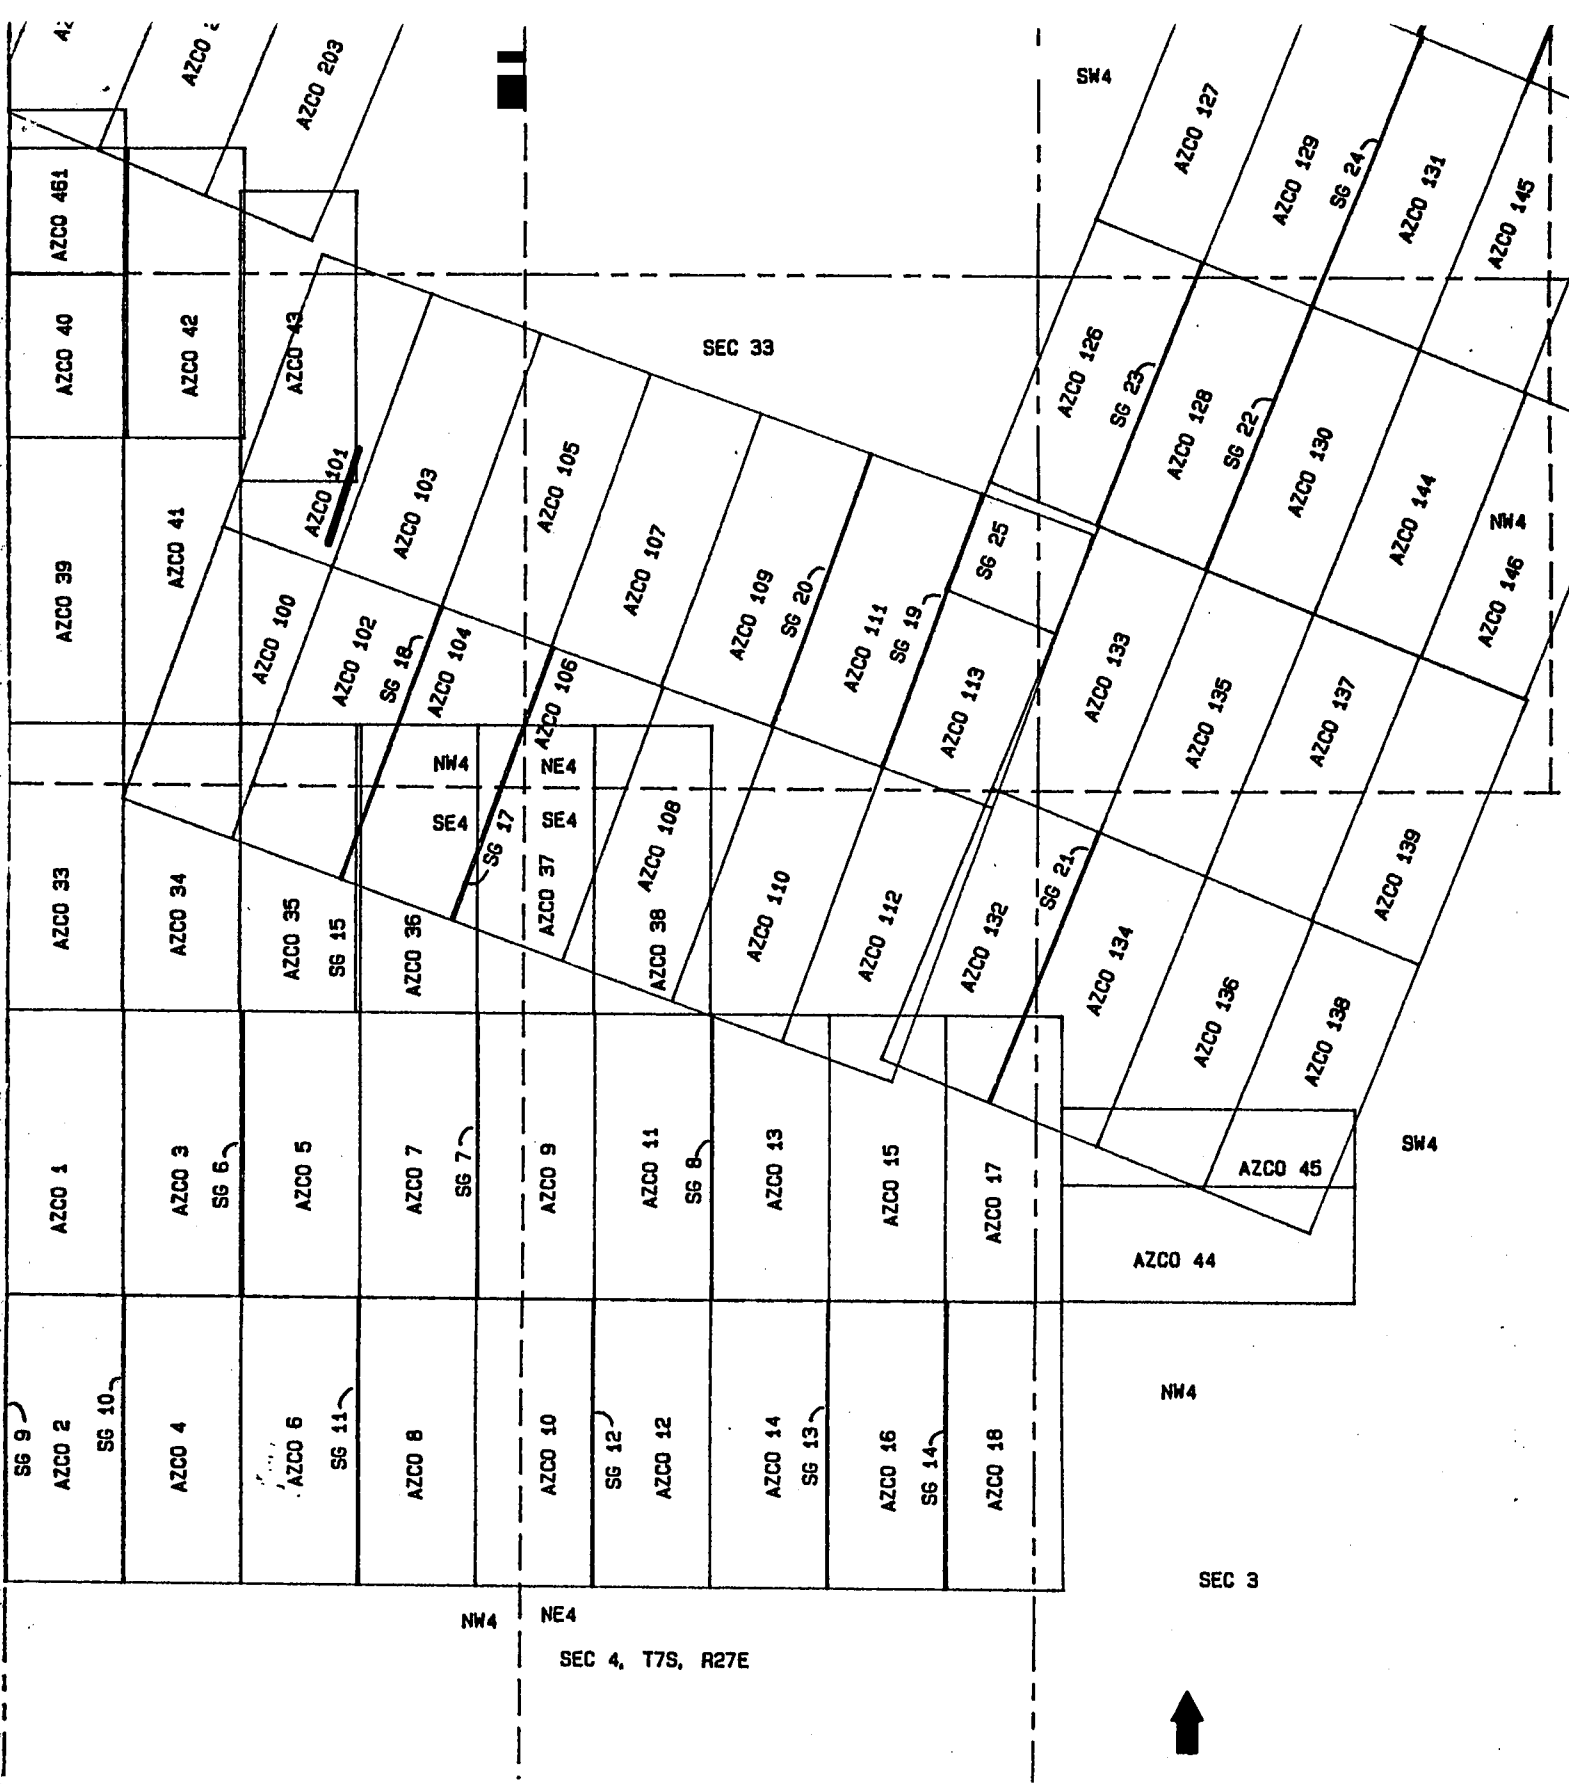 AZCO 203
SW4
AZCO 127
AZCO 129
SG 24
AZCO 131
AZCO 145
AZCO 461
AZCO 40
AZCO 42
AZCO 43
SEC 33
AZCO 126
SG 23
AZCO 128
SG 22
AZCO 130
AZCO 144
NW4
AZCO 146
AZCO 39
AZCO 41
AZCO 101
AZCO 103
AZCO 105
AZCO 107
AZCO 109
SG 20
AZCO 111
SG 19
SG 25
AZCO 113
AZCO 133
AZCO 135
AZCO 137
AZCO 139
AZCO 100
AZCO 102
SG 18
AZCO 104
AZCO 106
NW4
NE4
SE4
SE4
SG 17
AZCO 108
AZCO 110
AZCO 112
AZCO 132
SG 21
AZCO 134
AZCO 136
AZCO 138
AZCO 33
AZCO 34
AZCO 35
SG 15
AZCO 36
AZCO 37
AZCO 38
AZCO 1
AZCO 3
SG 6
AZCO 5
AZCO 7
SG 7
AZCO 9
AZCO 11
SG 8
AZCO 13
AZCO 15
AZCO 17
AZCO 45
SW4
AZCO 44
SG 9
AZCO 2
SG 10
AZCO 4
AZCO 6
SG 11
AZCO 8
AZCO 10
SG 12
AZCO 12
AZCO 14
SG 13
AZCO 16
SG 14
AZCO 18
NW4
SEC 3
NW4
NE4
SEC 4, T7S, R27E